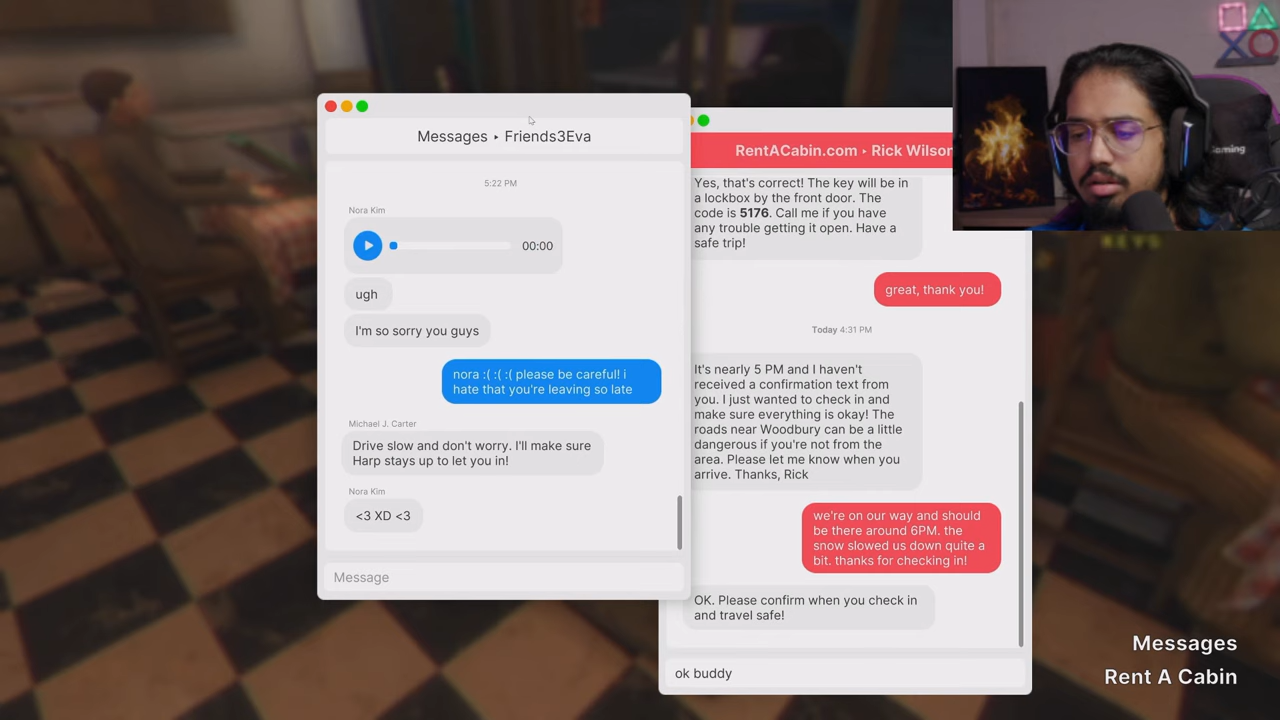 Messages ‣ Friends3Eva
5:22 PM
Nora Kim
00:00
ugh
I'm so sorry you guys
nora :( :( :( please be careful! i
hate that you're leaving so late
Michael J. Carter
Drive slow and don't worry. I'll make sure
Harp stays up to let you in!
Nora Kim
<3 XD <3
Message
RentACabin.com ‣ Rick Wilson
Yes, that's correct! The key will be in
a lockbox by the front door. The
code is 5176. Call me if you have
any trouble getting it open. Have a
safe trip!
great, thank you!
Today 4:31 PM
It's nearly 5 PM and I haven't
received a confirmation text from
you. I just wanted to check in and
make sure everything is okay! The
roads near Woodbury can be a little
dangerous if you're not from the
area. Please let me know when you
arrive. Thanks, Rick
we're on our way and should
be there around 6PM. the
snow slowed us down quite a
bit. thanks for checking in!
OK. Please confirm when you check in
and travel safe!
ok buddy
Gaming
KEYS
Messages
Rent A Cabin